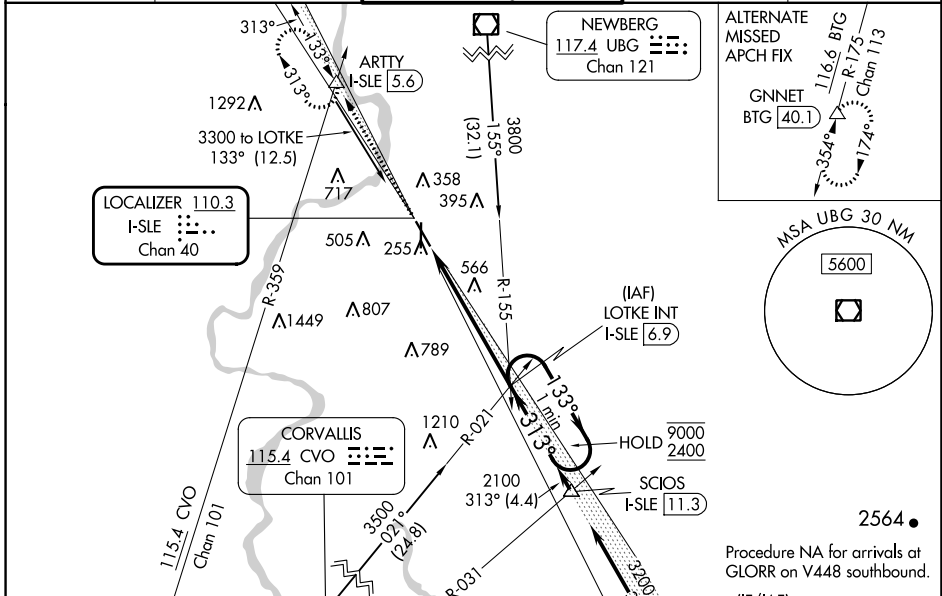 313°
133°
313°
ARTTY
I-SLE 5.6
1292
3300 to LOTKE
133° (12.5)
717
NEWBERG
117.4 UBG
Chan 121
3800
155°
(32.1)
ALTERNATE
MISSED
APCH FIX
116.6 BTG
R-175
Chan 113
GNNET
BTG 40.1
354°
174°
LOCALIZER 110.3
I-SLE
Chan 40
358
395
505
255
566
R-155
R-359
1449
807
789
(IAF)
LOTKE INT
I-SLE 6.9
MSA UBG 30 NM
5600
133°
1 min
313°
HOLD 9000
2400
1210
R-021
CORVALLIS
115.4 CVO
Chan 101
2100
313° (4.4)
SCIOS
I-SLE 11.3
3500
021°
(24.8)
115.4 CVO
Chan 101
R-031
3200
2564
Procedure NA for arrivals at
GLORR on V448 southbound.